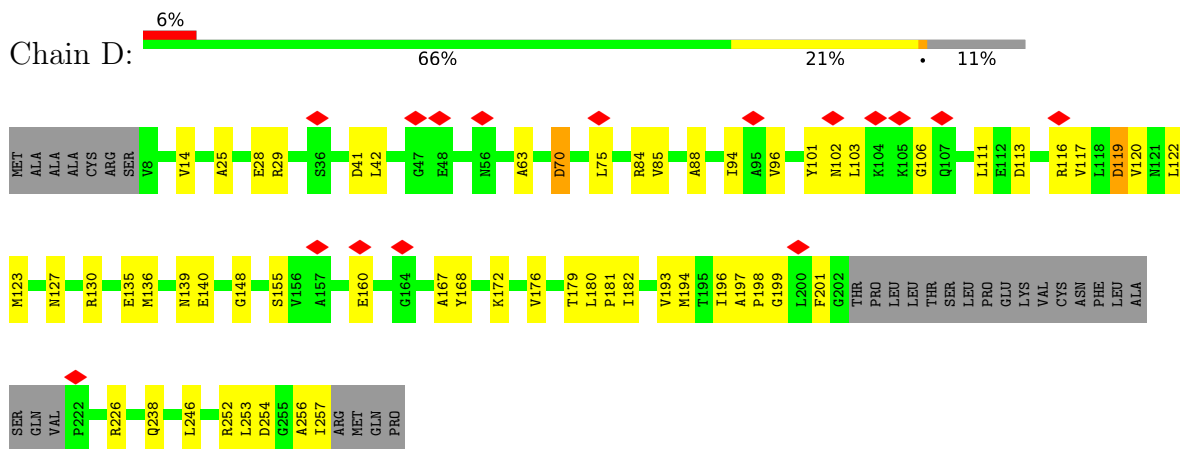 6%
Chain D:
66% 21% • 11%
MET ALA ALA ALA CYS ARG SER V8 V14 A25 E28 R29 S36 D41 L42 G47 E48 N56 A63 D70 L75 R84 V85 A88 I94 A95 V96 Y101 N102 L103 K104 K105 G106 Q107 L111 E112 D113 R116 V117 L118 D119 V120 N121 L122
M123 N127 R130 E135 M136 N139 E140 G148 S155 V156 A157 E160 G164 A167 Y168 K172 V176 T179 L180 P181 I182 V193 M194 T195 I196 A197 P198 G199 L200 F201 G202 THR PRO LEU LEU THR SER LEU PRO GLU LYS VAL CYS ASN PHE LEU ALA
SER GLN VAL P222 R226 Q238 L246 R252 L253 D254 G255 A256 I257 ARG MET GLN PRO